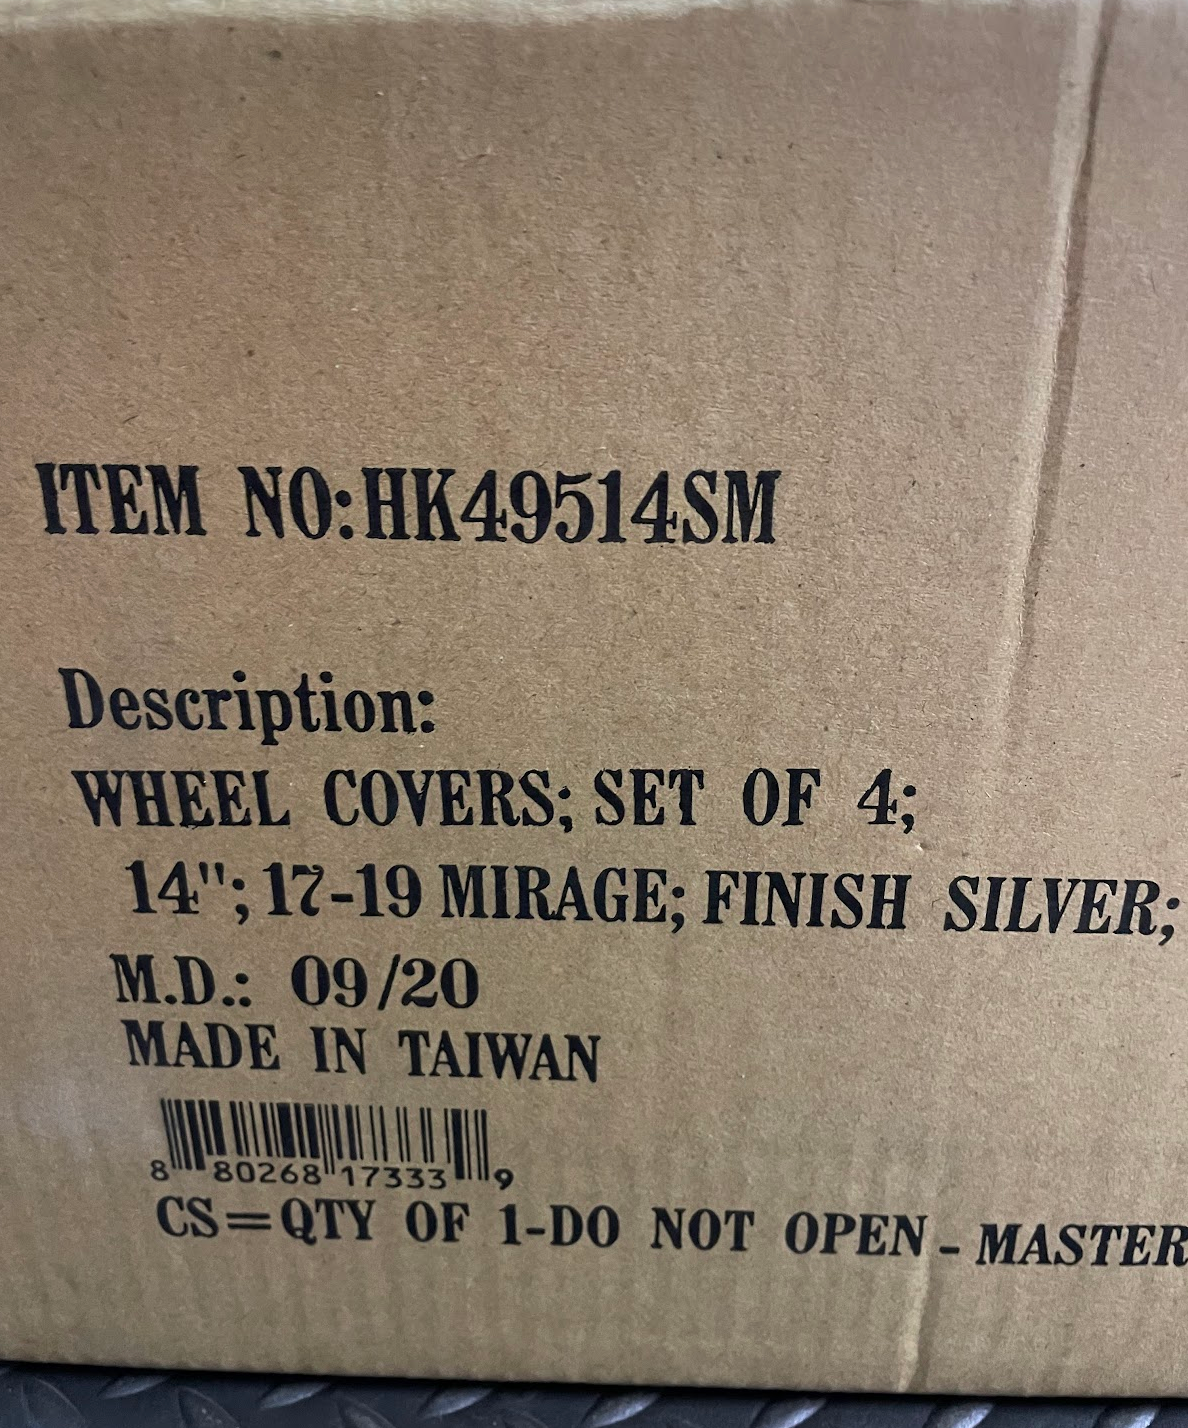 ITEM NO:HK49514SM
Description:
WHEEL COVERS; SET OF 4;
14"; 17-19 MIRAGE; FINISH SILVER;
M.D.: 09/20
MADE IN TAIWAN
8 80268 17333 9
CS=QTY OF 1-DO NOT OPEN - MASTER